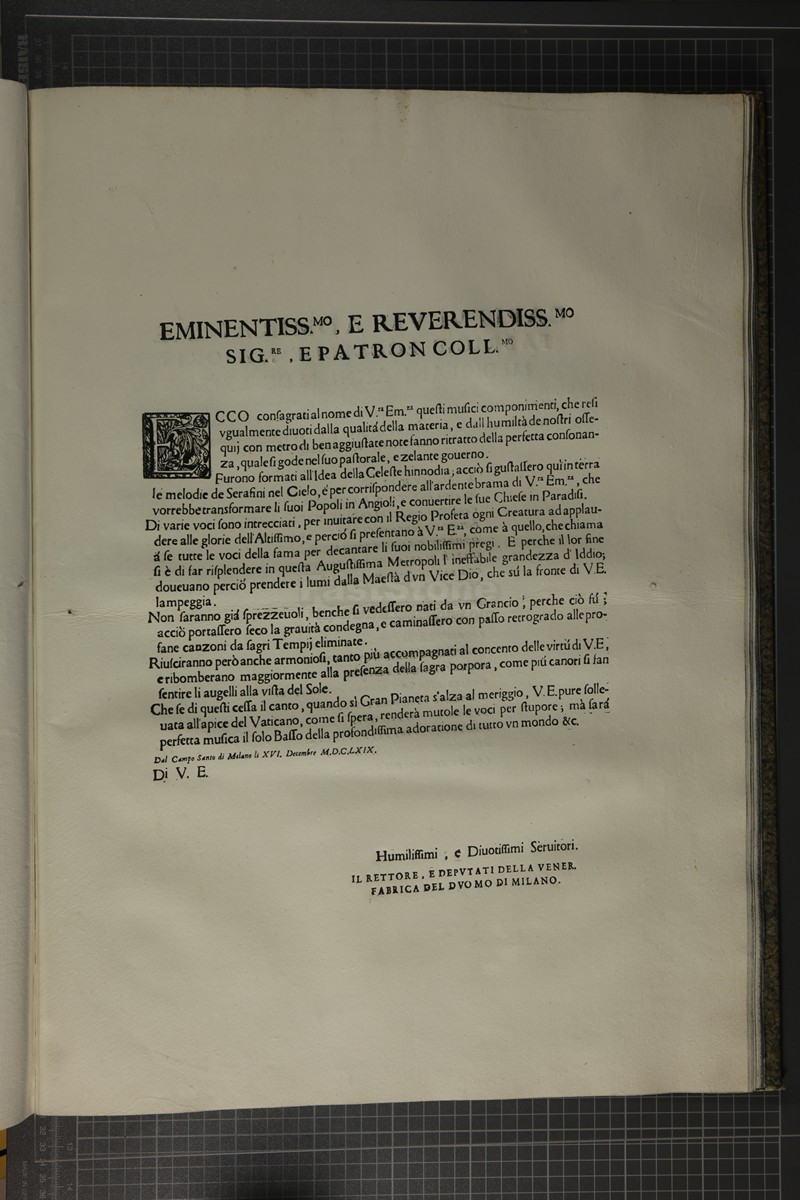 EMINENTISS.MO, E REVERENDISS.MO
SIG.RE, E PATRON COLL.MO
ECCO conſagrati al nome di V.ra Em.za queſti muſici componimenti, che reſi
vgualmente diuoti dalla qualitá della materia, e dall humiltà de noſtri oſſe-
quij con metro di ben aggiuſtate note fanno ritratto della perfetta conſonan-
za, quale ſi gode nel ſuo paſtorale, e zelante gouerno.
Furono formati all'Idea della Celeſte hinnodia; acciò ſi guſtaſſero quì in terra
le melodie de Serafini nel Cielo, é per corriſpondere all'ardente brama di V.ra Em.za, che
vorrebbe transformare li ſuoi Popoli in Angioli, e conuertire le ſue Chieſe in Paradiſi.
Di varie voci ſono intrecciati, per inuitare con il Regio Profeta ogni Creatura ad applau-
dere alle glorie dell'Altiſſimo, e perció ſi preſentano à V.ra E.za, come à quello, che chiama
á ſe tutte le voci della fama per decantare li ſuoi nobiliſſimi pregi. E perche il lor fine
ſi è di far riſplendere in queſta Auguſtiſſima Metropoli l' ineffabile grandezza d' Iddio;
doueuano perciò prendere i lumi dalla Maeſtà d vn Vice Dio, che sú la fronte di V.E.
lampeggia.
Non faranno giá ſprezzeuoli, benche ſi vedeſſero nati da vn Grancio; perche ciò fú;
acciò portaſſero ſeco la grauità condegna, e caminaſſero con paſſo retrogrado alle pro-
fane canzoni da ſagri Tempij eliminate.
Riuſciranno però anche armonioſi, tanto più accompagnati al concento delle virtú di V.E,
e ribomberano maggiormente alla preſenza della ſagra porpora, come piú canori ſi fan
ſentire li augelli alla viſta del Sole.
Che ſe di queſti ceſſa il canto, quando sì Gran Pianeta s'alza al meriggio, V.E. pure folle-
uata all'apice del Vaticano, come ſi ſpera, renderà mutole le voci per ſtupore; mà ſará
perfetta muſica il ſolo Baſſo della profondiſſima adoratione di tutto vn mondo &c.
Dal Campo Santo di Milano li XVI. Decembre M.D.C.LXIX.
Di V. E.
Humiliſſimi, e Diuotiſſimi Seruitori.
IL RETTORE, E DEPVTATI DELLA VENER.
FABRICA DEL DVOMO DI MILANO.